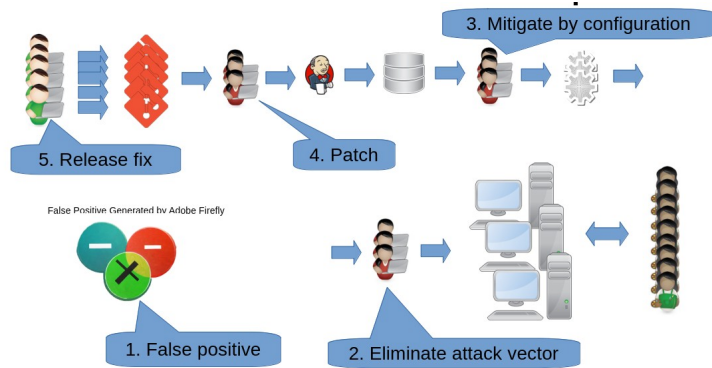 3. Mitigate by configuration
5. Release fix
4. Patch
False Positive Generated by Adobe Firefly
1. False positive
2. Eliminate attack vector